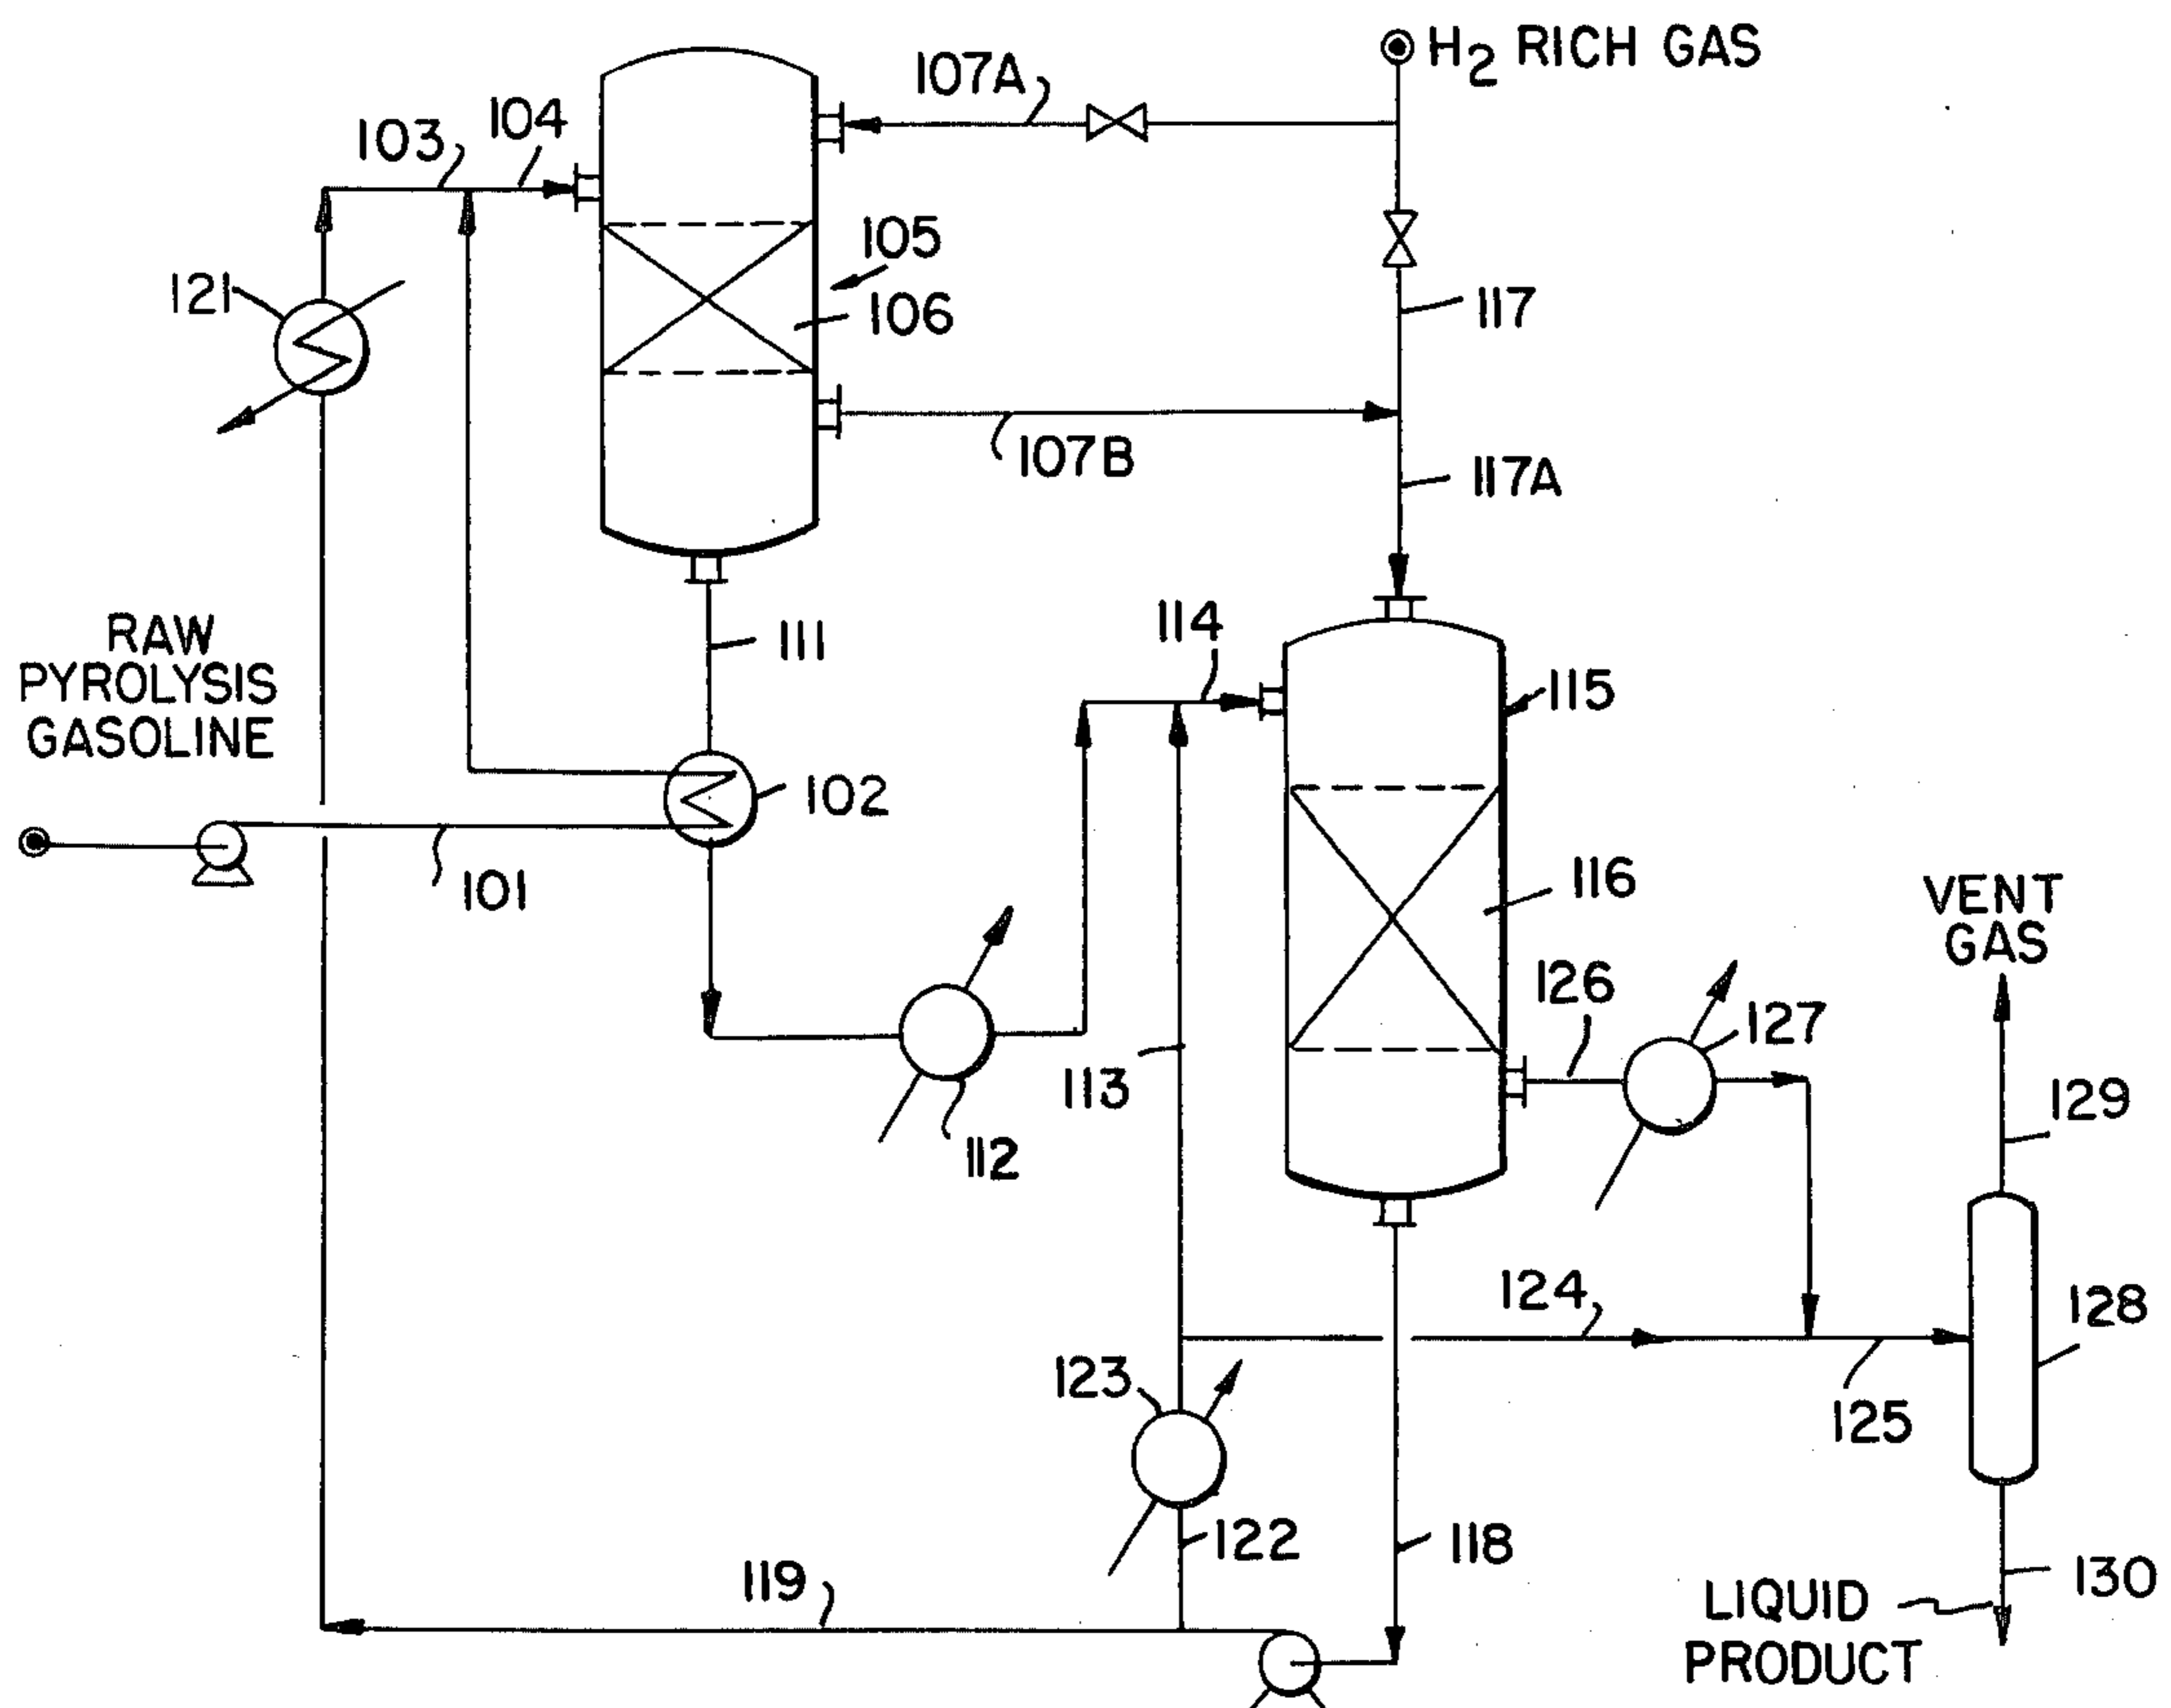 H2 RICH GAS
107A
104
103
105
121
106
117
107B
117A
114
RAW
PYROLYSIS
GASOLINE
111
115
102
101
116
VENT
GAS
126
127
113
129
112
124
128
123
125
122
118
119
130
LIQUID
PRODUCT